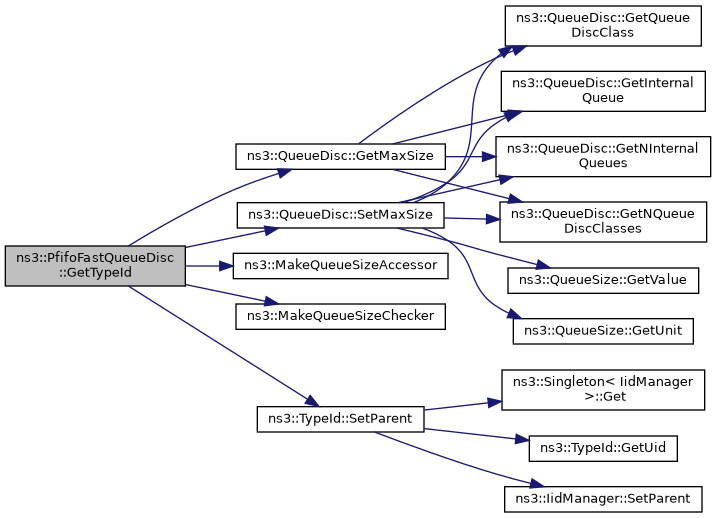 ns3::PfifoFastQueueDisc
::GetTypeId
ns3::QueueDisc::GetMaxSize
ns3::QueueDisc::SetMaxSize
ns3::MakeQueueSizeAccessor
ns3::MakeQueueSizeChecker
ns3::TypeId::SetParent
ns3::QueueDisc::GetQueue
DiscClass
ns3::QueueDisc::GetInternal
Queue
ns3::QueueDisc::GetNInternal
Queues
ns3::QueueDisc::GetNQueue
DiscClasses
ns3::QueueSize::GetValue
ns3::QueueSize::GetUnit
ns3::Singleton< IidManager
>::Get
ns3::TypeId::GetUid
ns3::IidManager::SetParent